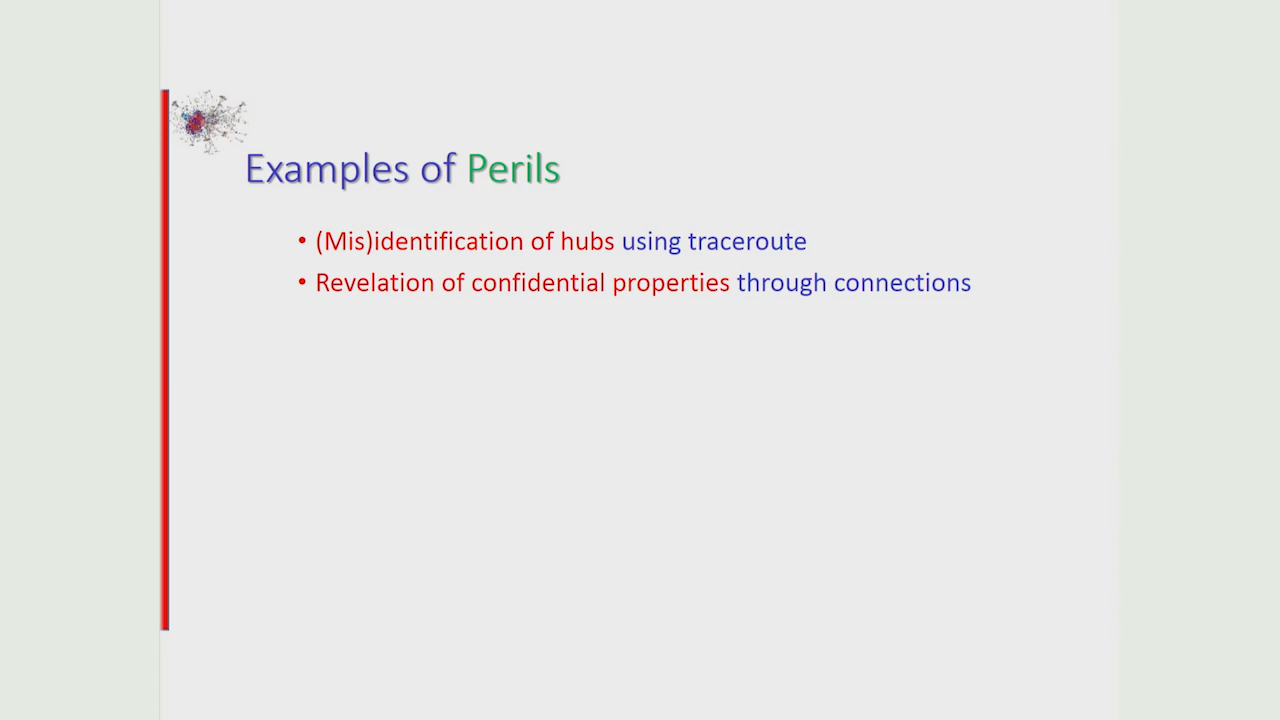 Examples of Perils
• (Mis)identification of hubs using traceroute
• Revelation of confidential properties through connections